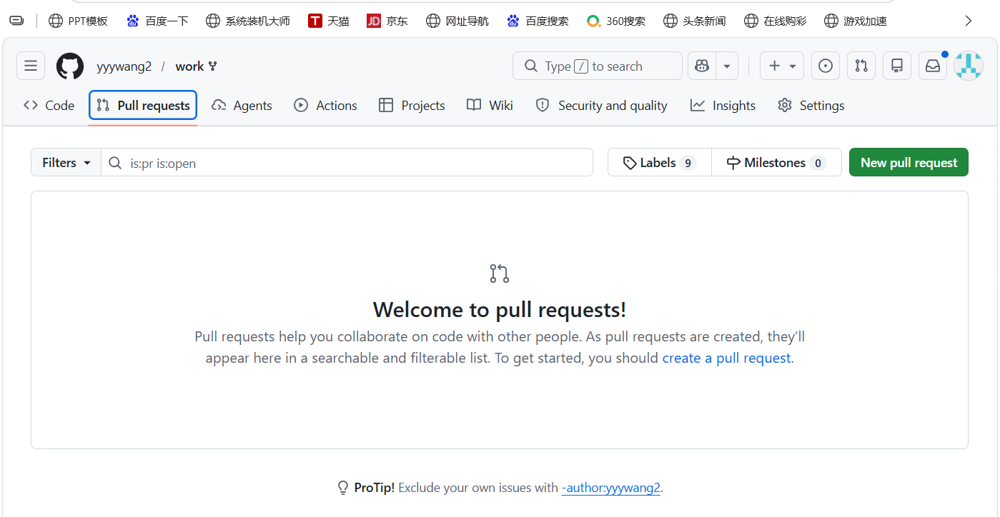 PPT模板 百度一下 系统装机大师 T 天猫 JD 京东 网址导航 百度搜索 360搜索 头条新闻 在线购彩 游戏加速
yyywang2 / work Type / to search
Code Pull requests Agents Actions Projects Wiki Security and quality Insights Settings
Filters is:pr is:open Labels 9 Milestones 0 New pull request
Welcome to pull requests!
Pull requests help you collaborate on code with other people. As pull requests are created, they’ll
appear here in a searchable and filterable list. To get started, you should create a pull request.
ProTip! Exclude your own issues with -author:yyywang2.